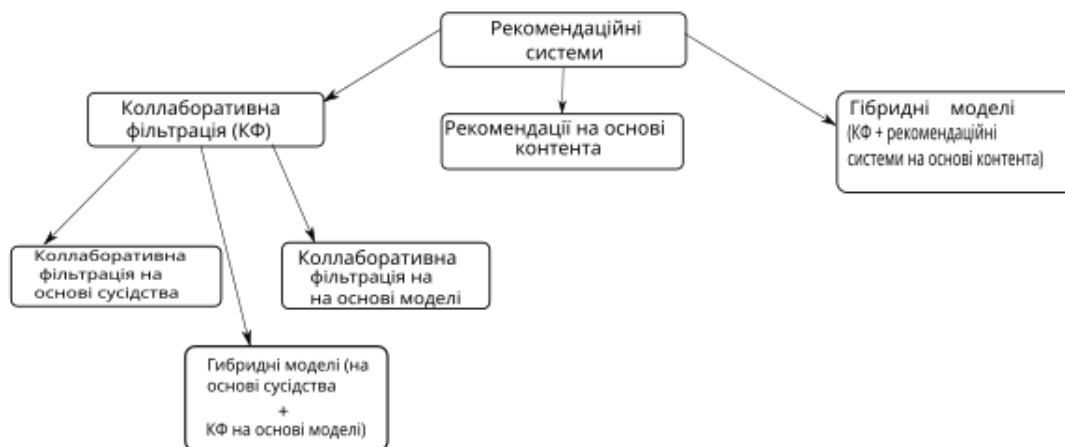 Рекомендаційні
системи
Коллаборативна
фільтрація (КФ)
Рекомендації на основі
контента
Гібридні моделі
(КФ + рекомендаційні
системи на основі контента)
Коллаборативна
фільтрація на
основі сусідства
Коллаборативна
фільтрація на
на основі моделі
Гибридні моделі (на
основі сусідства
+
КФ на основі моделі)